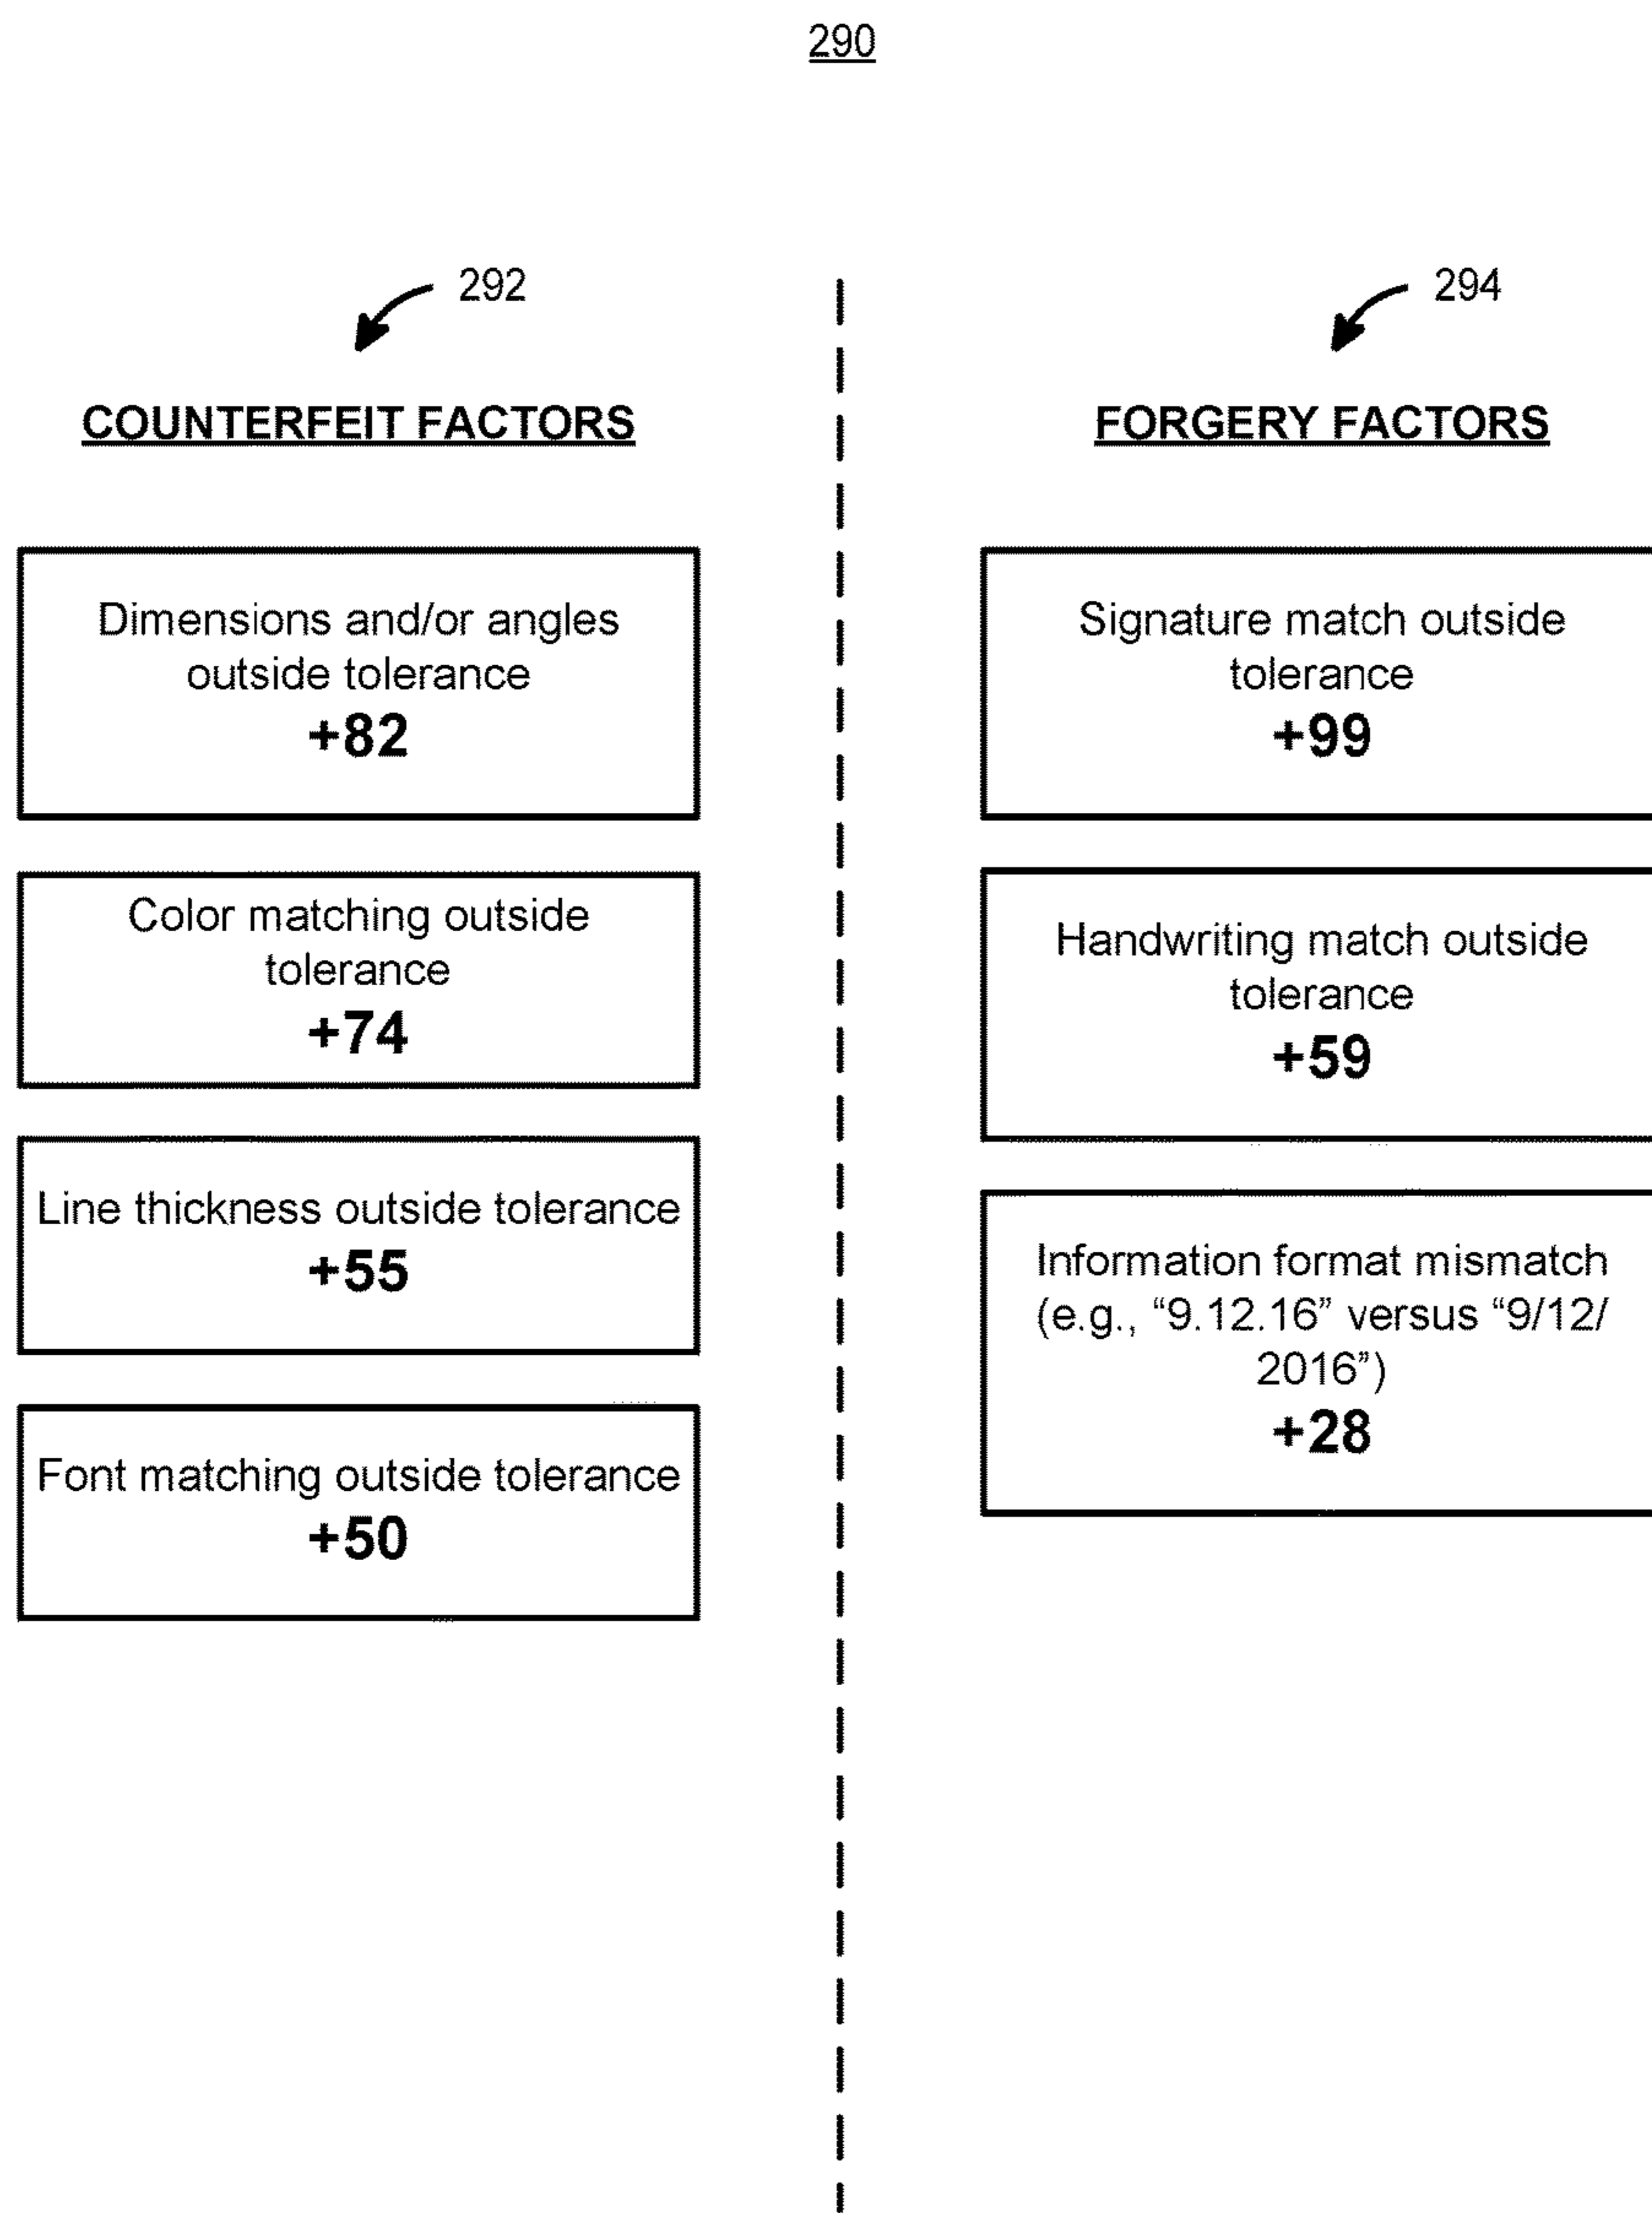 290
292
COUNTERFEIT FACTORS
Dimensions and/or angles
outside tolerance
+82
Color matching outside
tolerance
+74
Line thickness outside tolerance
+55
Font matching outside tolerance
+50
294
FORGERY FACTORS
Signature match outside
tolerance
+99
Handwriting match outside
tolerance
+59
Information format mismatch
(e.g., “9.12.16” versus “9/12/
2016”)
+28